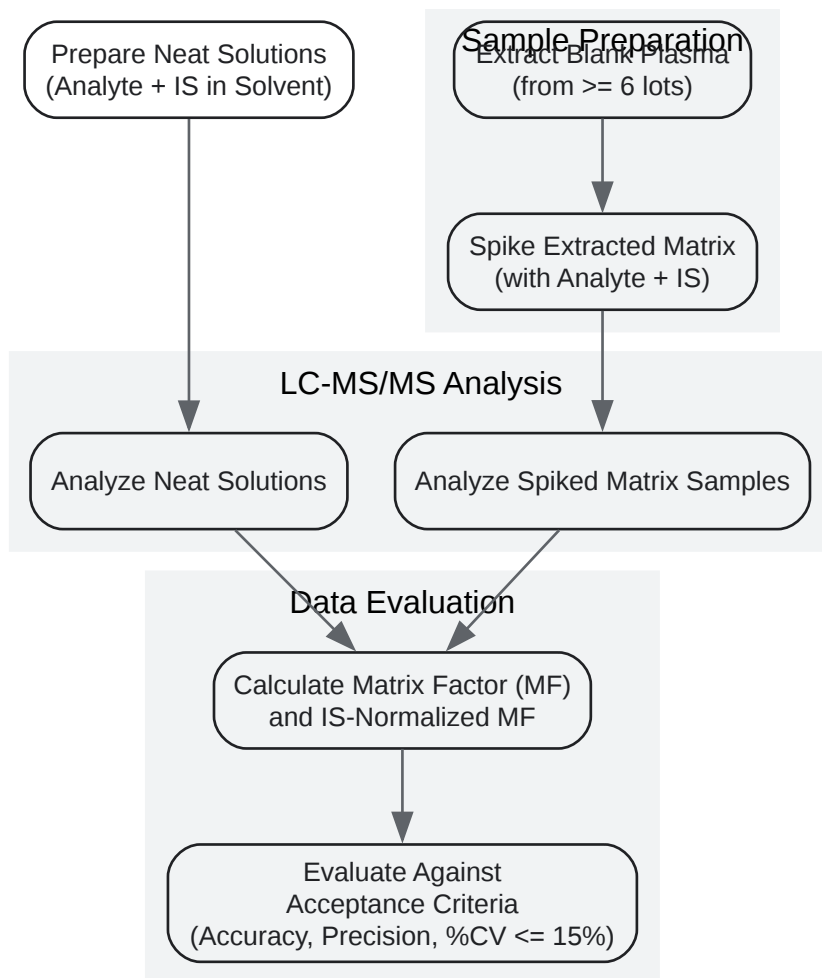 Prepare Neat Solutions
(Analyte + IS in Solvent)
Sample Preparation
Extract Blank Plasma
(from >= 6 lots)
Spike Extracted Matrix
(with Analyte + IS)
LC-MS/MS Analysis
Analyze Neat Solutions
Analyze Spiked Matrix Samples
Data Evaluation
Calculate Matrix Factor (MF)
and IS-Normalized MF
Evaluate Against
Acceptance Criteria
(Accuracy, Precision, %CV <= 15%)